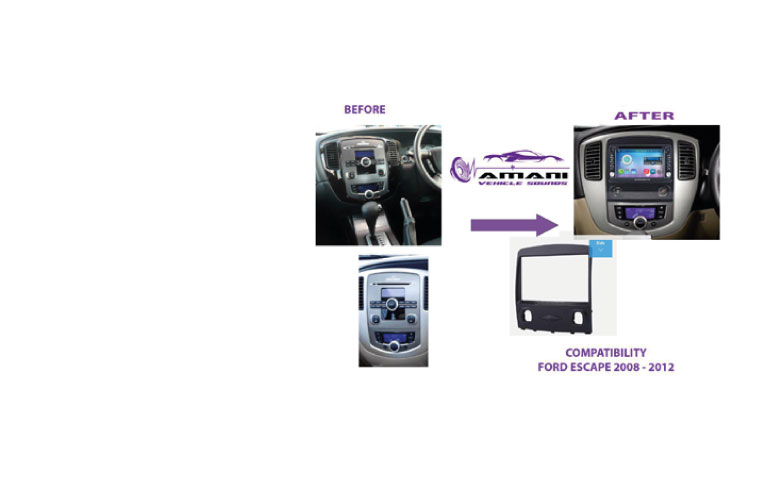 BEFORE
AFTER
AMANI
VEHICLE SOUNDS
COMPATIBILITY
FORD ESCAPE 2008 - 2012